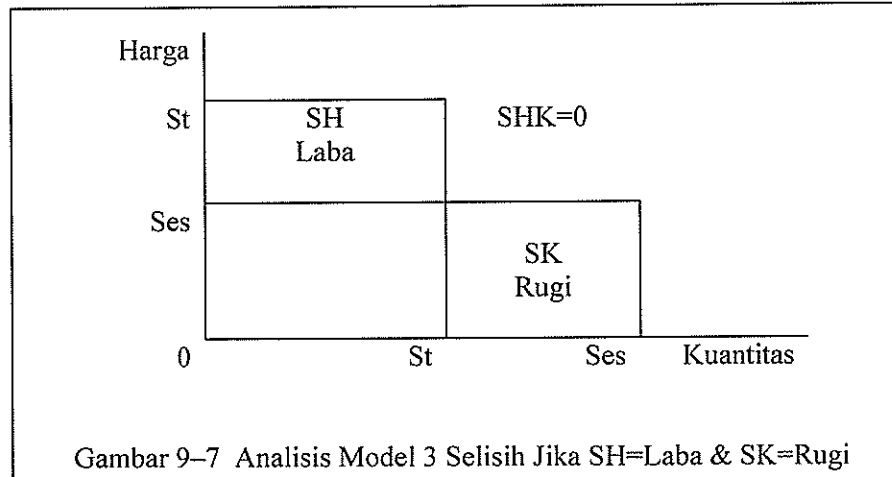 Harga
St
SH
Laba
SHK=0
Ses
SK
Rugi
0
St
Ses
Kuantitas
Gambar 9–7 Analisis Model 3 Selisih Jika SH=Laba & SK=Rugi